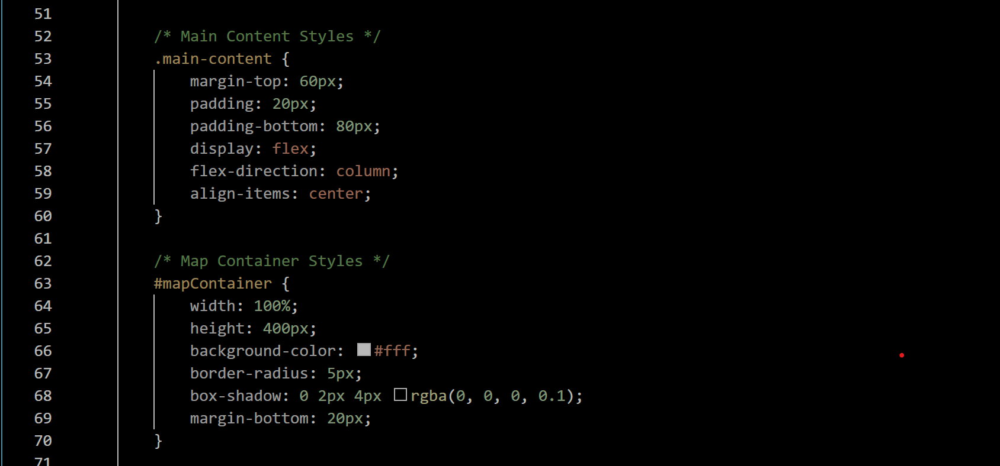 51
52 /* Main Content Styles */
53 .main-content {
54 margin-top: 60px;
55 padding: 20px;
56 padding-bottom: 80px;
57 display: flex;
58 flex-direction: column;
59 align-items: center;
60 }
61
62 /* Map Container Styles */
63 #mapContainer {
64 width: 100%;
65 height: 400px;
66 background-color: #fff;
67 border-radius: 5px;
68 box-shadow: 0 2px 4px rgba(0, 0, 0, 0.1);
69 margin-bottom: 20px;
70 }
71